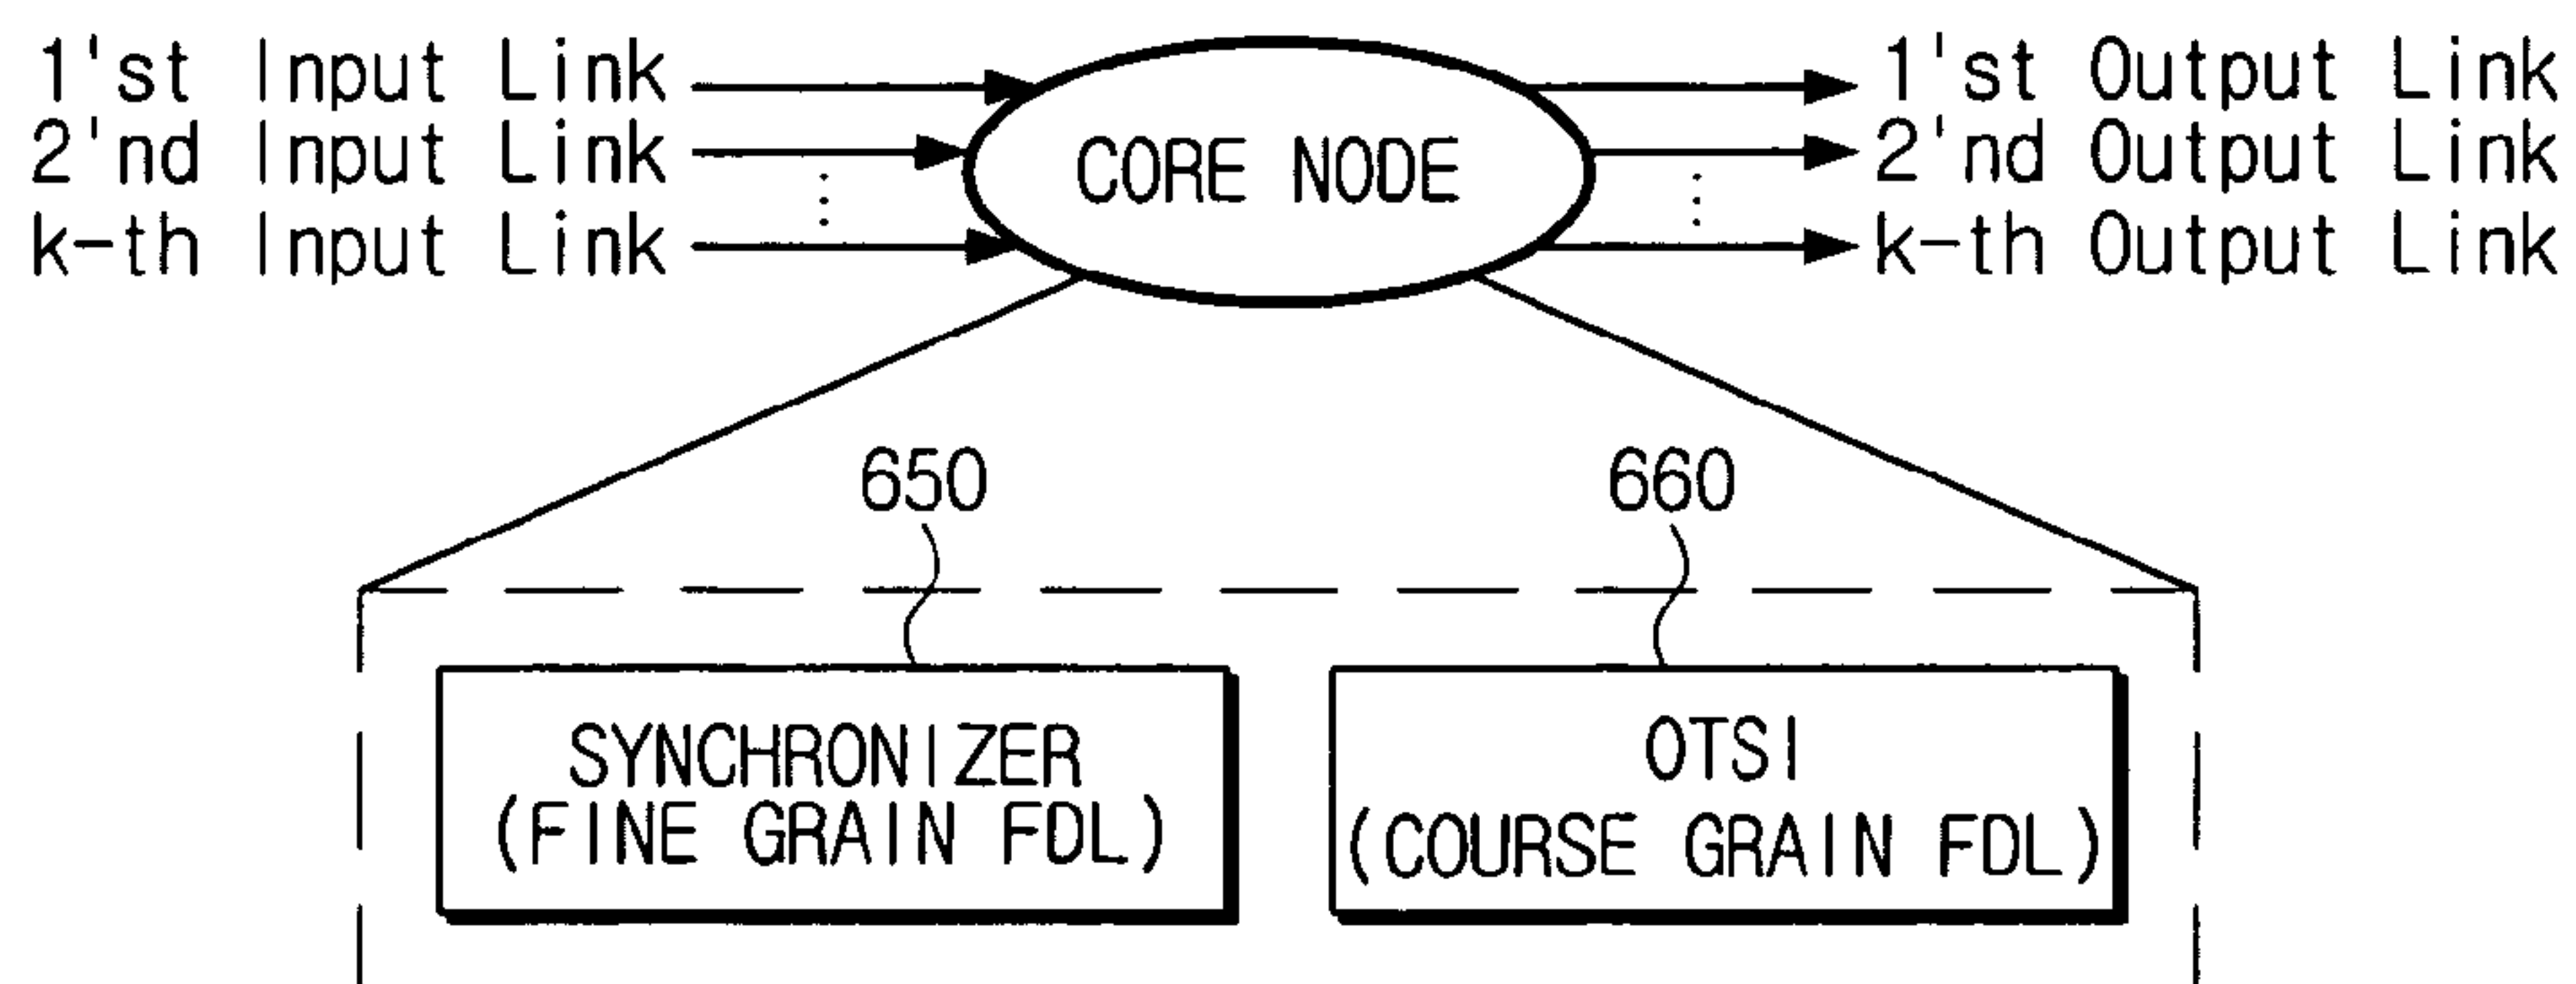 1'st Input Link
2'nd Input Link
k-th Input Link
CORE NODE
1'st Output Link
2'nd Output Link
k-th Output Link
650
660
SYNCHRONIZER
(FINE GRAIN FDL)
OTSI
(COURSE GRAIN FDL)